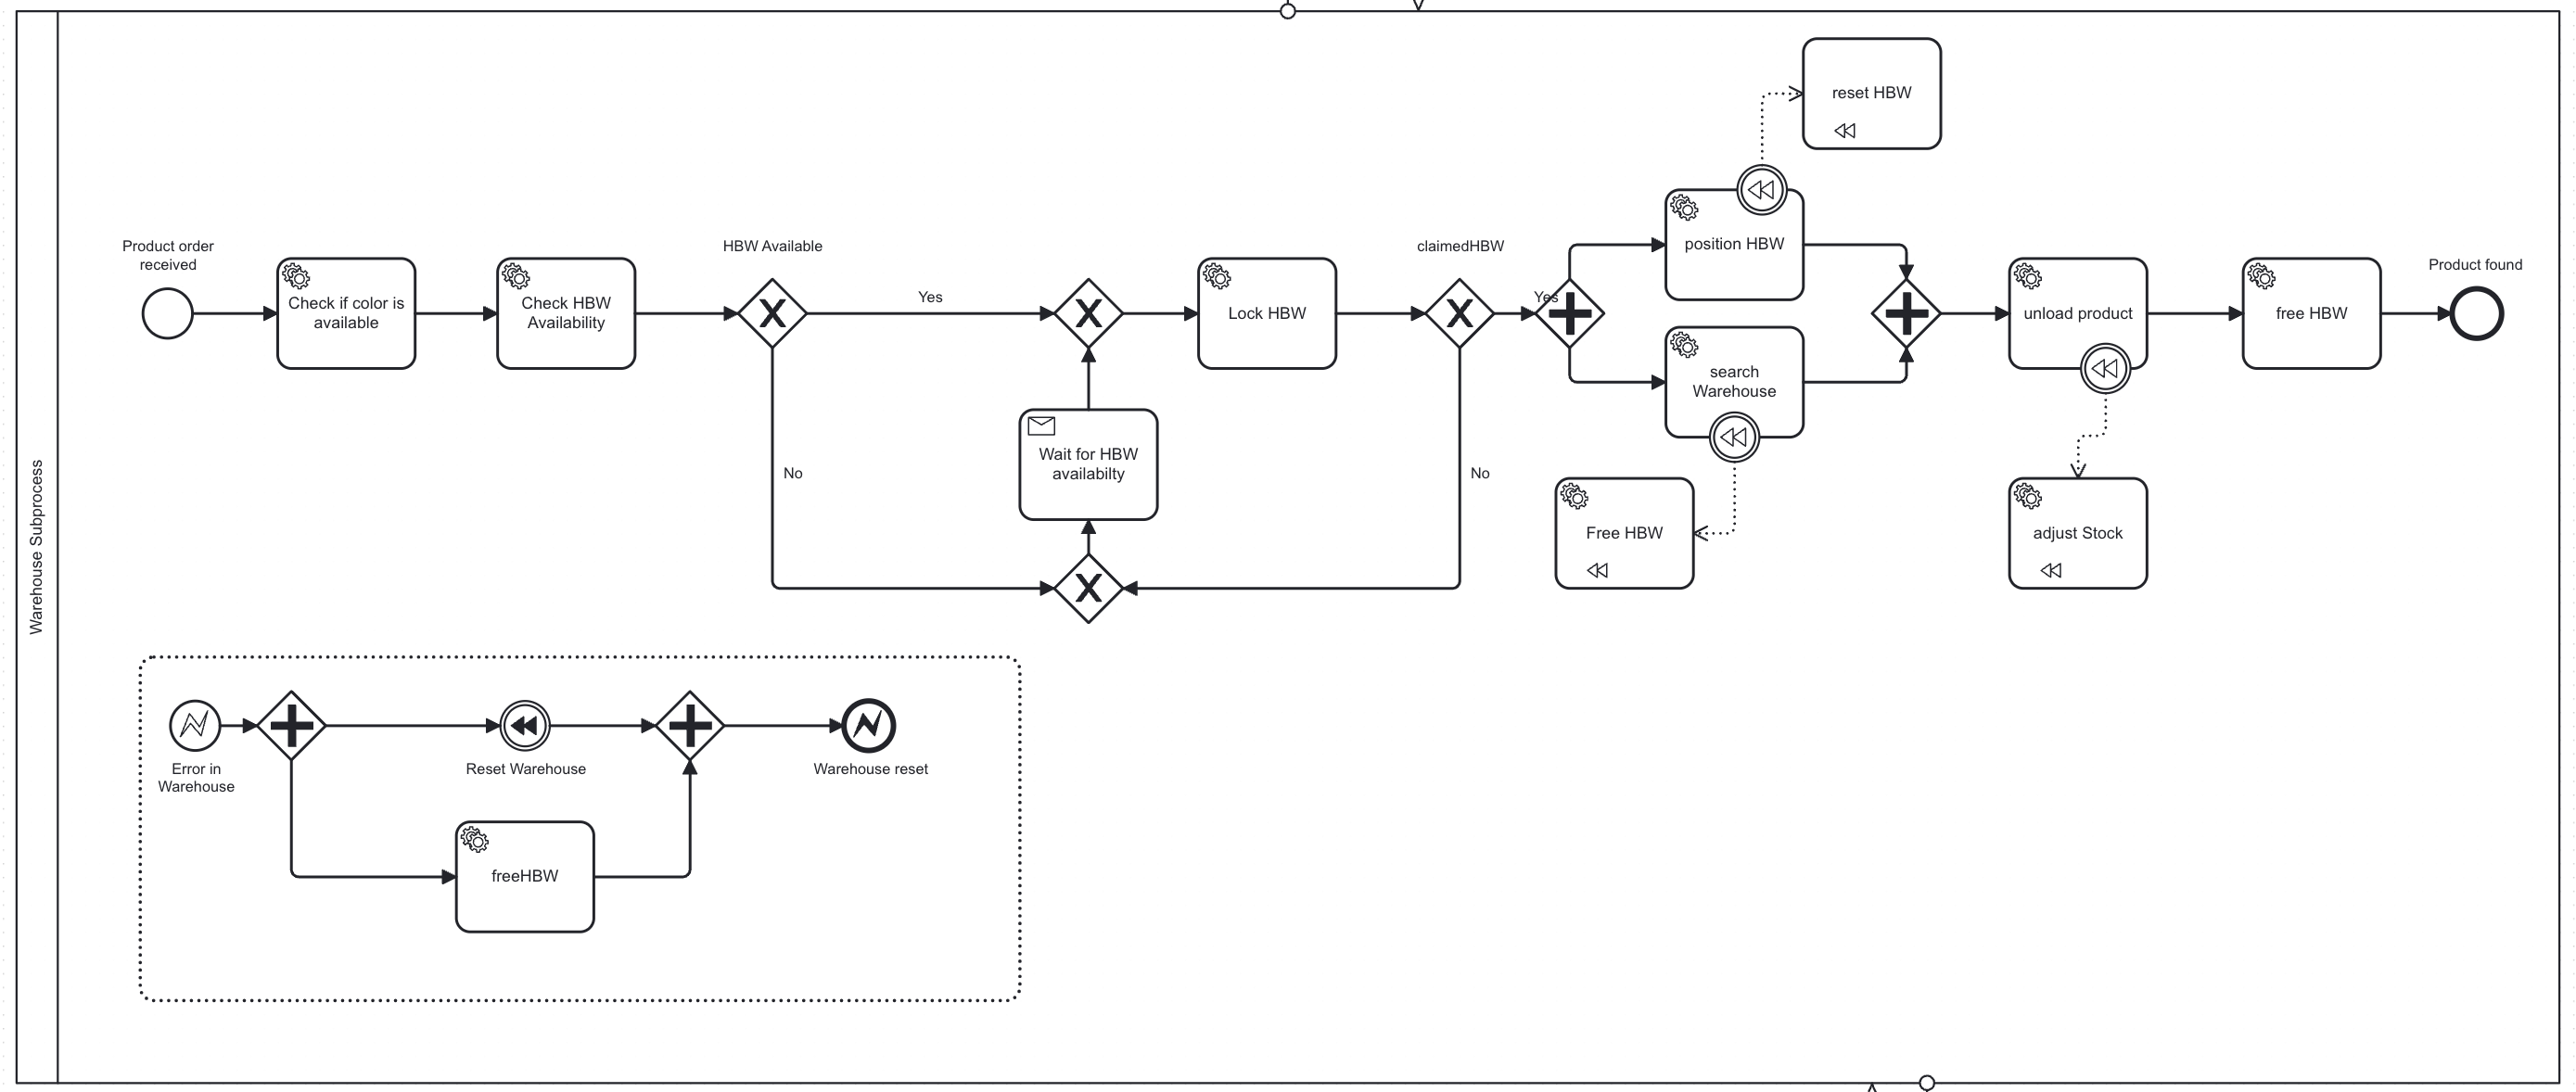 Warehouse Subprocess
reset HBW
Product order
received
Check if color is
available
Check HBW
Availability
HBW Available
Yes
No
Wait for HBW
availabilty
Lock HBW
claimedHBW
Yes
No
position HBW
search
Warehouse
Free HBW
unload product
adjust Stock
free HBW
Product found
Error in
Warehouse
Reset Warehouse
Warehouse reset
freeHBW